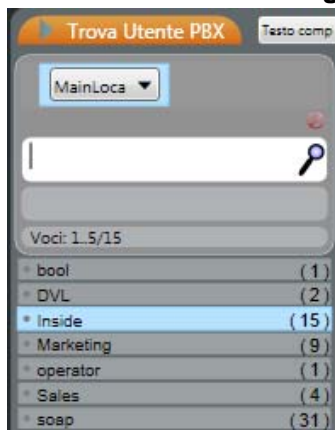 Trova Utente PBX Testo comp
MainLoca
Voci: 1..5/15
bool (1)
DVL (2)
Inside (15)
Marketing (9)
operator (1)
Sales (4)
soap (31)